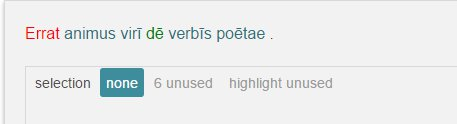 Errat animus virī dē verbīs poētae .
selection none 6 unused highlight unused